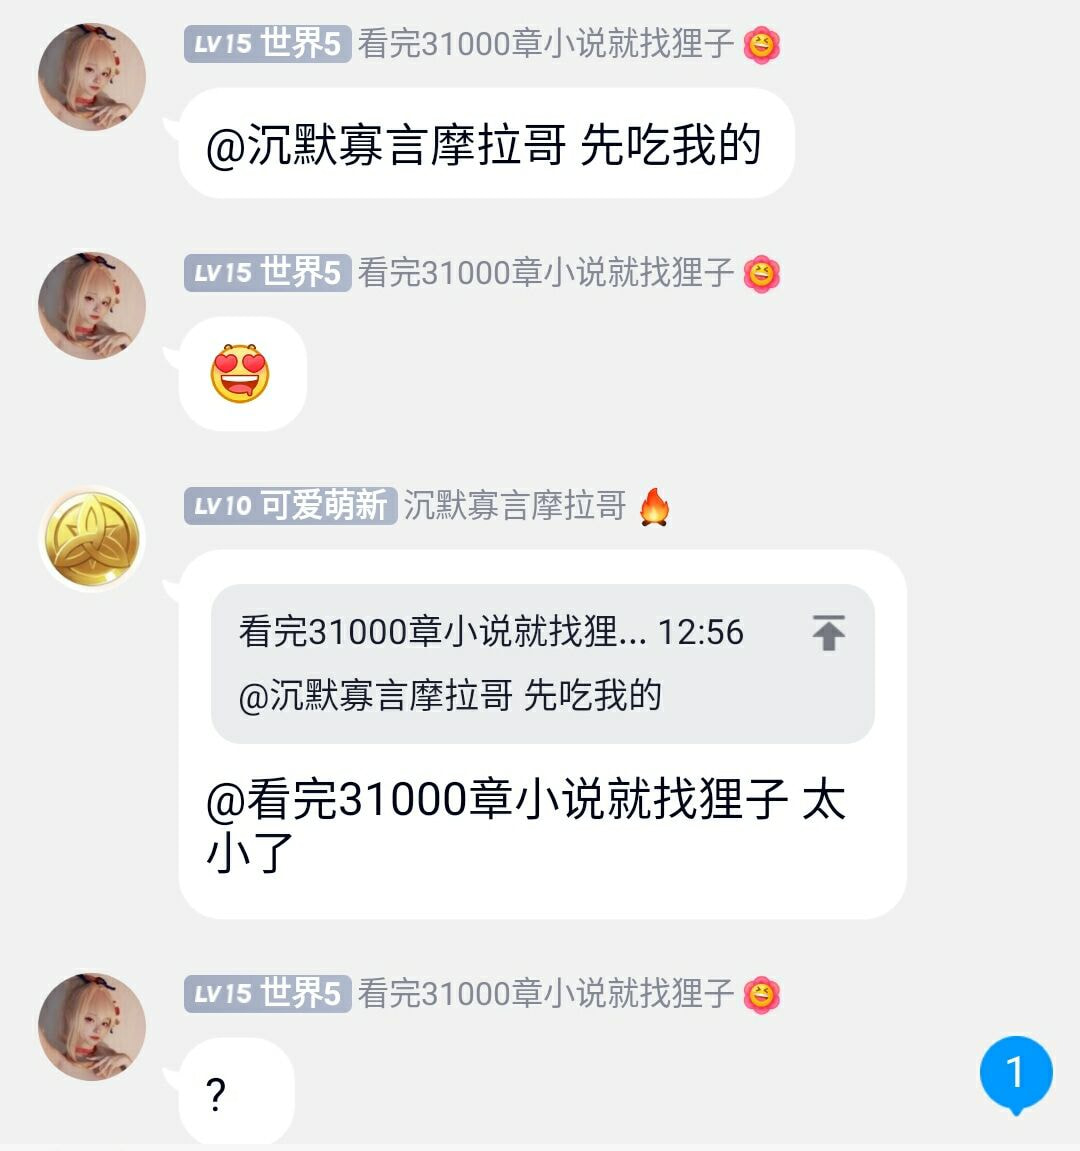 LV15 世界5 看完31000章小说就找狸子
@沉默寡言摩拉哥 先吃我的
LV15 世界5 看完31000章小说就找狸子
LV10 可爱萌新 沉默寡言摩拉哥
看完31000章小说就找狸... 12:56
@沉默寡言摩拉哥 先吃我的
@看完31000章小说就找狸子 太
小了
LV15 世界5 看完31000章小说就找狸子
?
1